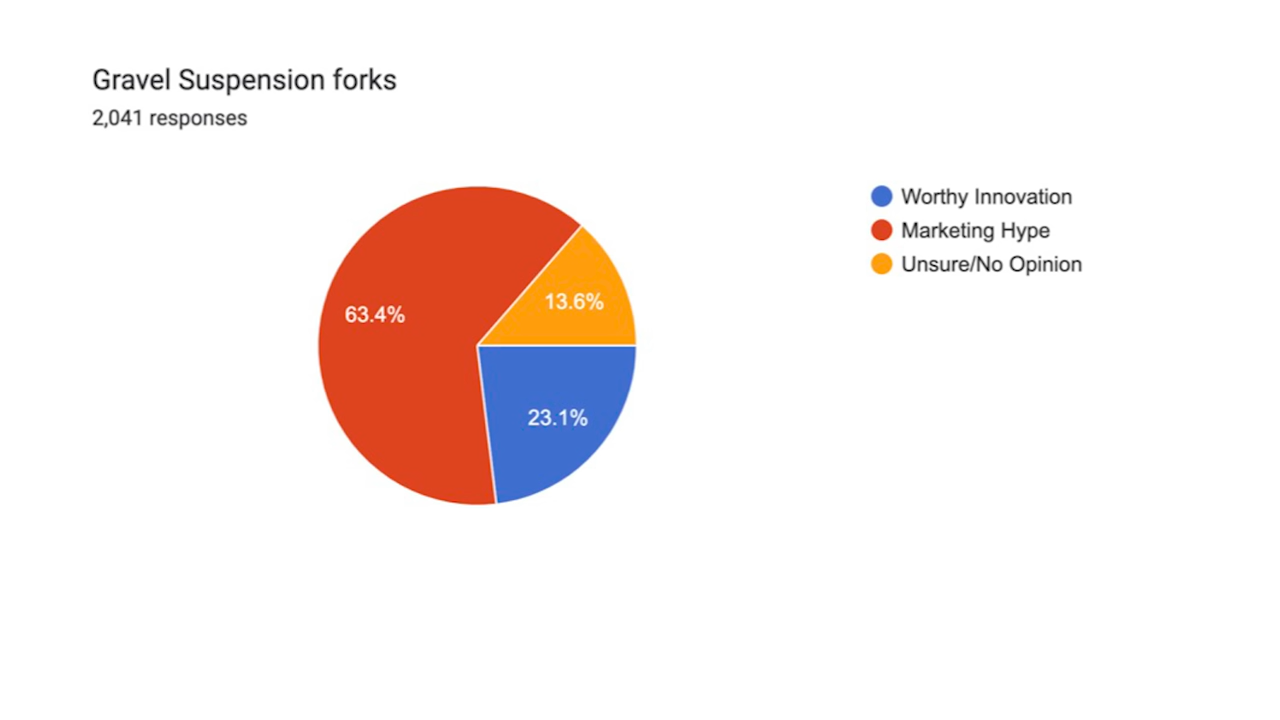 Gravel Suspension forks
2,041 responses
Worthy Innovation
Marketing Hype
Unsure/No Opinion
63.4%
13.6%
23.1%